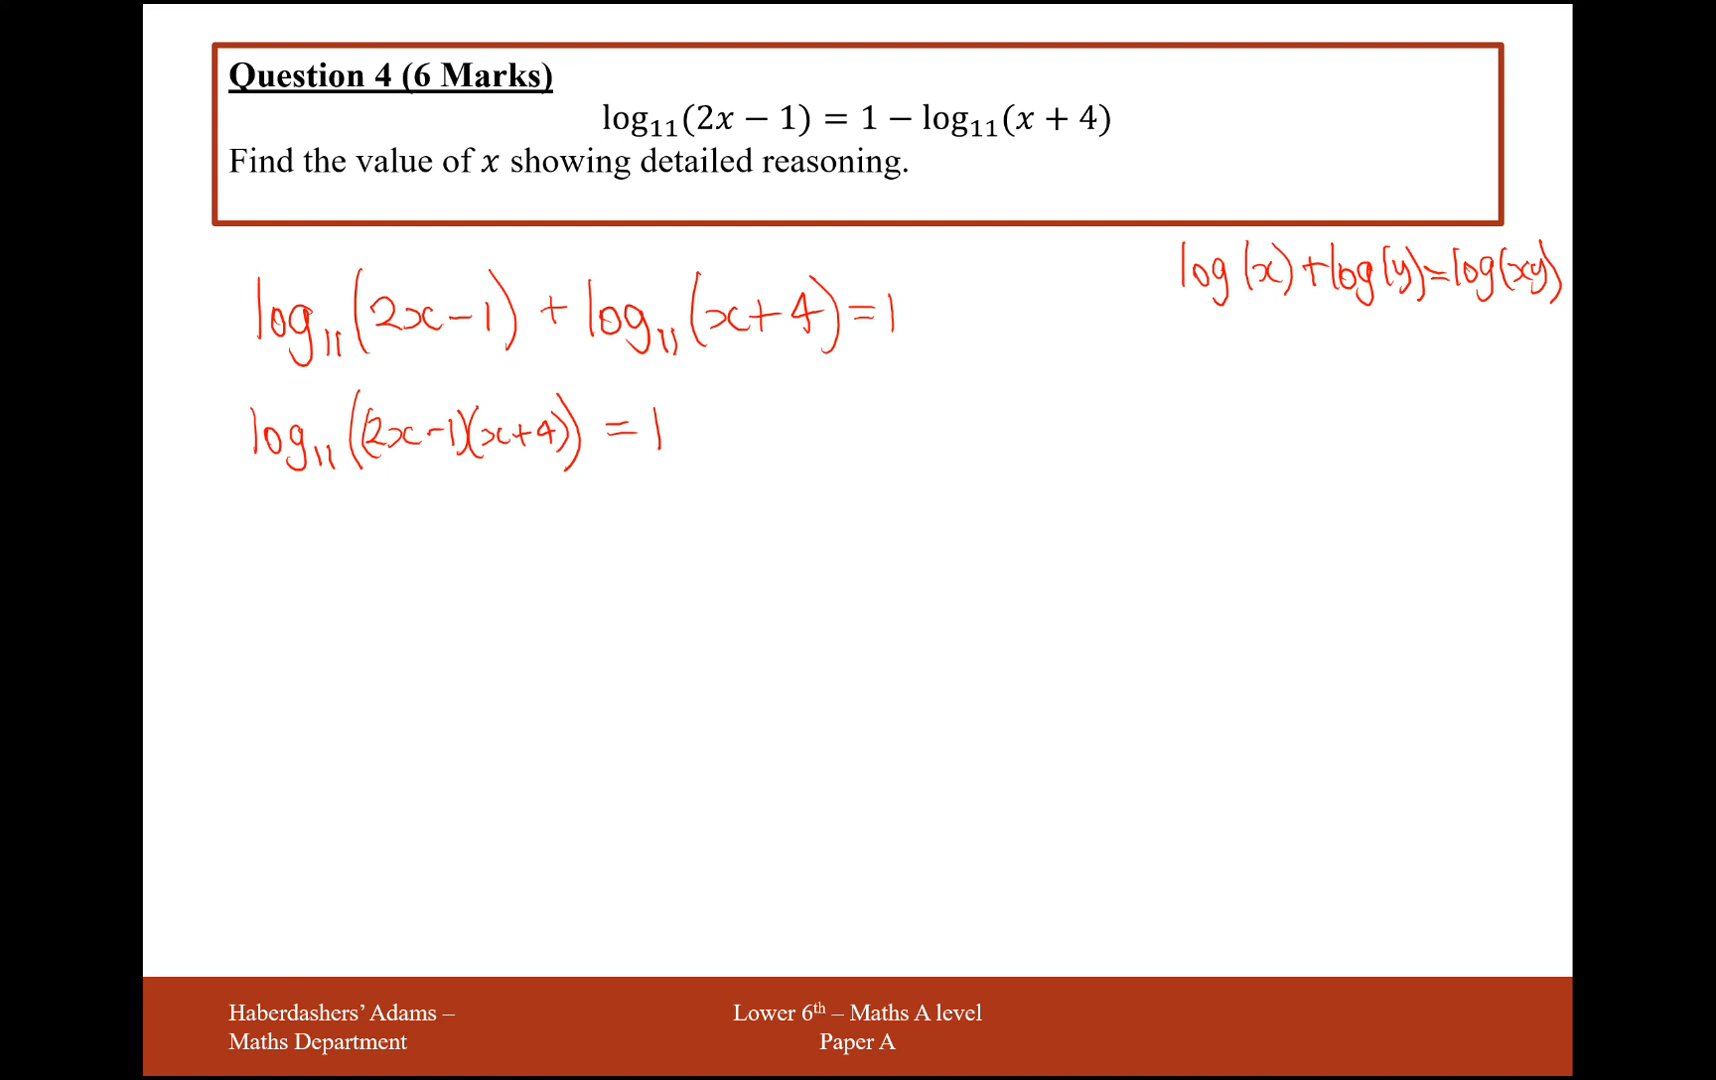 Question 4 (6 Marks)
log₁₁(2x − 1) = 1 − log₁₁(x + 4)
Find the value of x showing detailed reasoning.
log(x)+log(y)=log(xy)
log₁₁(2x−1) + log₁₁(x+4)=1
log₁₁((2x−1)(x+4)) = 1
Haberdashers’ Adams –
Maths Department
Lower 6th – Maths A level
Paper A